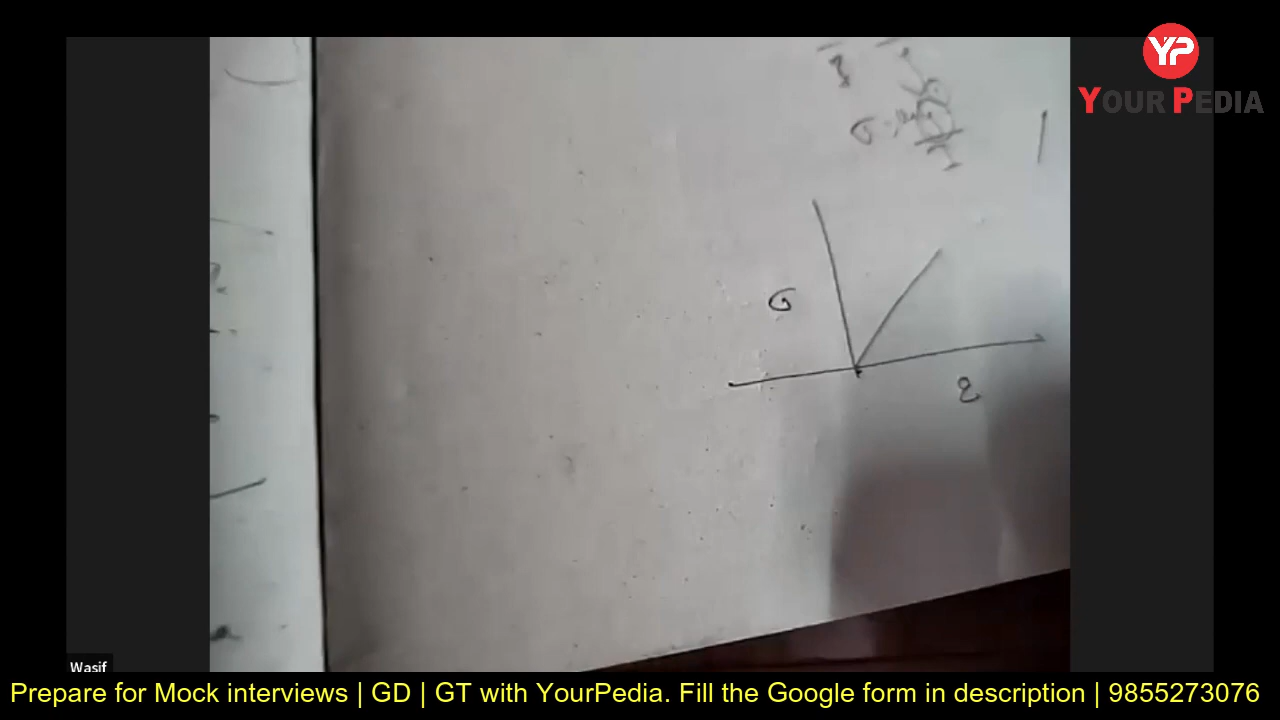 YP
YOUR PEDIA
σ
ε
Wasif
Prepare for Mock interviews | GD | GT with YourPedia. Fill the Google form in description | 9855273076